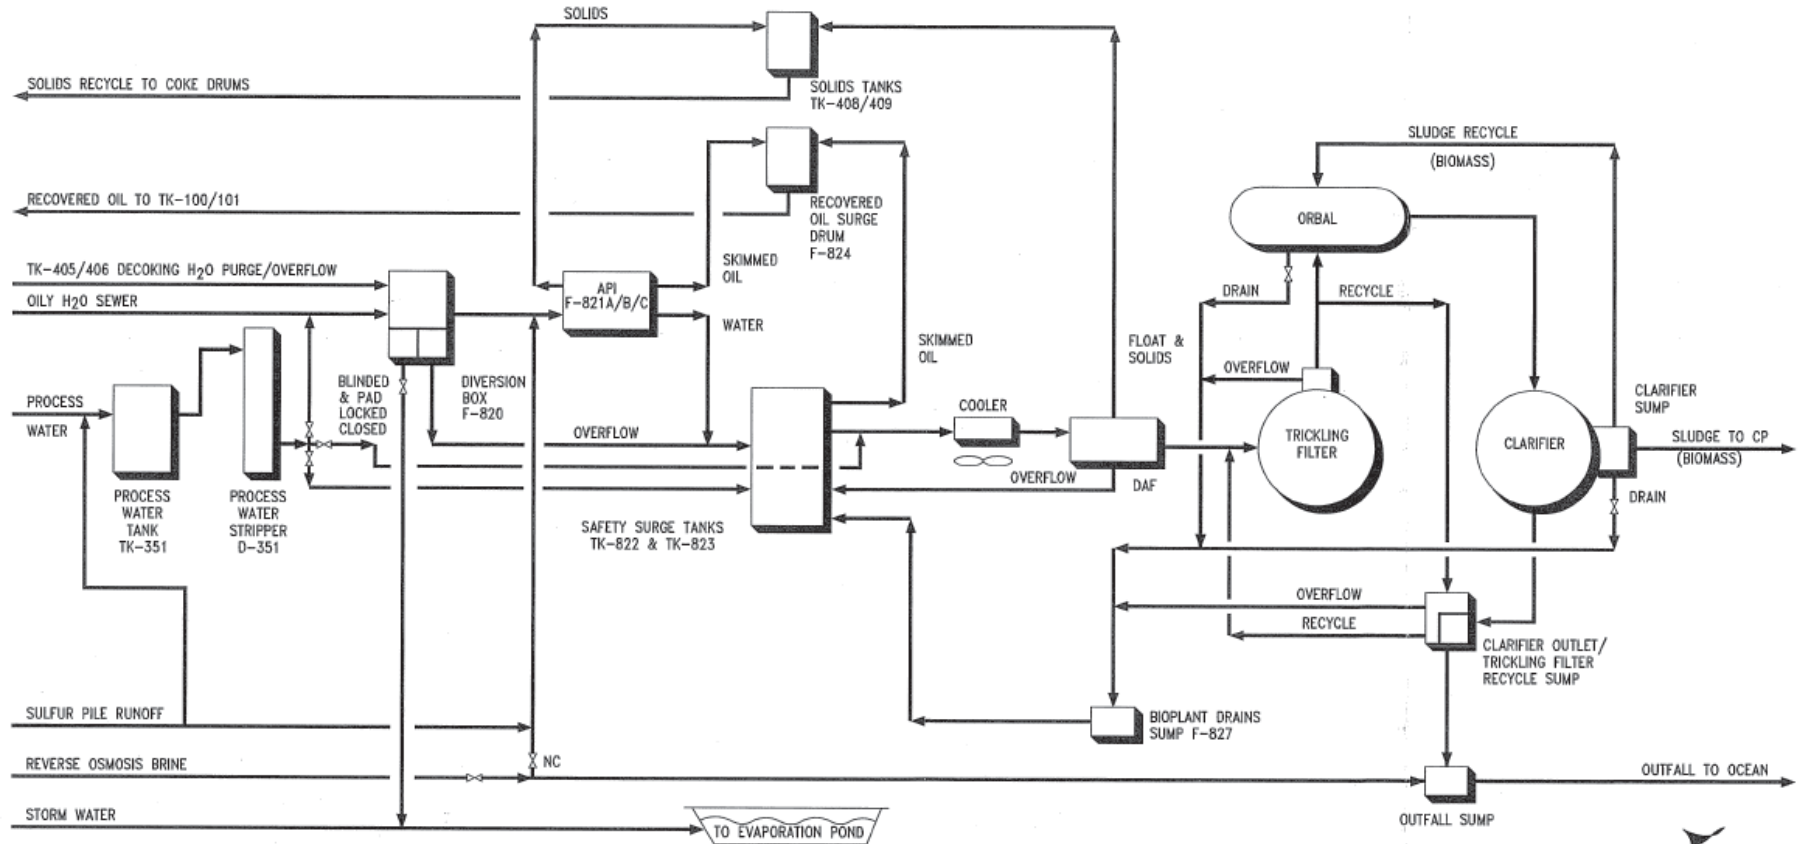 SOLIDS
SOLIDS RECYCLE TO COKE DRUMS
SOLIDS TANKS
TK-408/409
SLUDGE RECYCLE
(BIOMASS)
RECOVERED OIL TO TK-100/101
RECOVERED
OIL SURGE
DRUM
F-824
ORBAL
TK-405/406 DECOKING H2O PURGE/OVERFLOW
SKIMMED
OIL
API
F-821A/B/C
OILY H2O SEWER
DRAIN
RECYCLE
WATER
SKIMMED
OIL
FLOAT &
SOLIDS
OVERFLOW
BLINDED
& PAD
LOCKED
CLOSED
DIVERSION
BOX
F-820
PROCESS
WATER
COOLER
CLARIFIER
SUMP
OVERFLOW
TRICKLING
FILTER
CLARIFIER
SLUDGE TO CP
(BIOMASS)
OVERFLOW
DAF
DRAIN
PROCESS
WATER
TANK
TK-351
PROCESS
WATER
STRIPPER
D-351
SAFETY SURGE TANKS
TK-822 & TK-823
OVERFLOW
RECYCLE
CLARIFIER OUTLET/
TRICKLING FILTER
RECYCLE SUMP
SULFUR PILE RUNOFF
BIOPLANT DRAINS
SUMP F-827
REVERSE OSMOSIS BRINE
NC
OUTFALL TO OCEAN
STORM WATER
TO EVAPORATION POND
OUTFALL SUMP